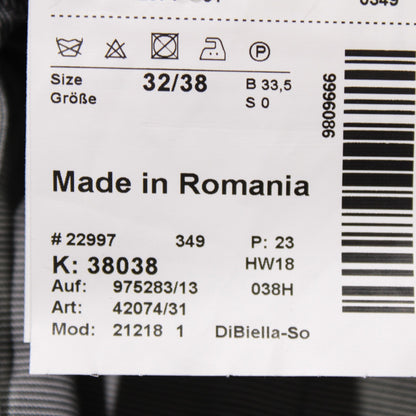 0349
P
Size 32/38 B 33,5
Größe S 0
9809666
Made in Romania
# 22997 349 P: 23
K: 38038 HW18
Auf: 975283/13 038H
Art: 42074/31
Mod: 21218 1 DiBiella-So